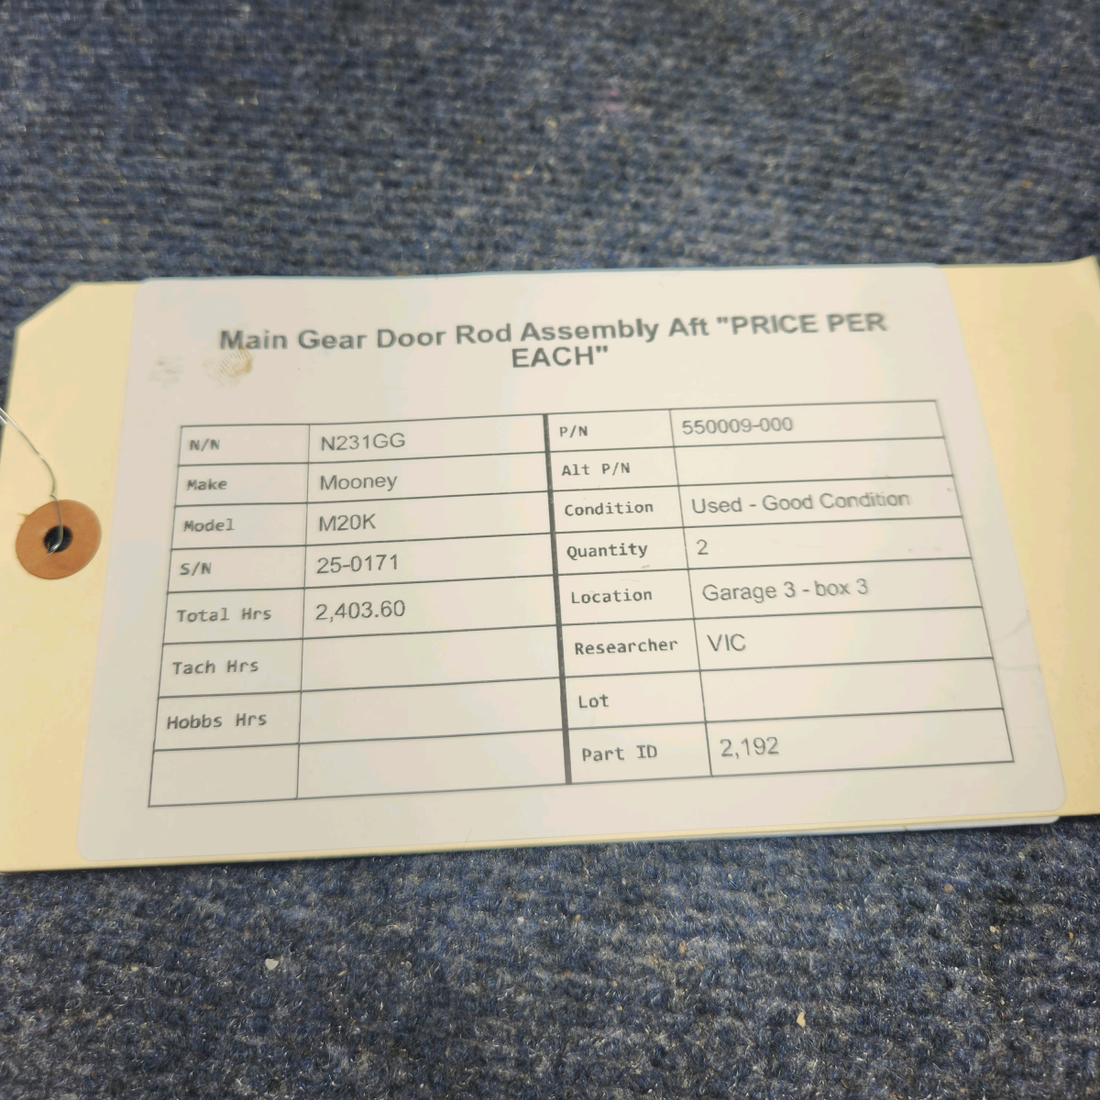 Main Gear Door Rod Assembly Aft "PRICE PER
EACH"
N/N N231GG P/N 550009-000
Make Mooney Alt P/N
Model M20K Condition Used - Good Condition
S/N 25-0171 Quantity 2
Total Hrs 2,403.60 Location Garage 3 - box 3
Tach Hrs Researcher VIC
Hobbs Hrs Lot
Part ID 2,192